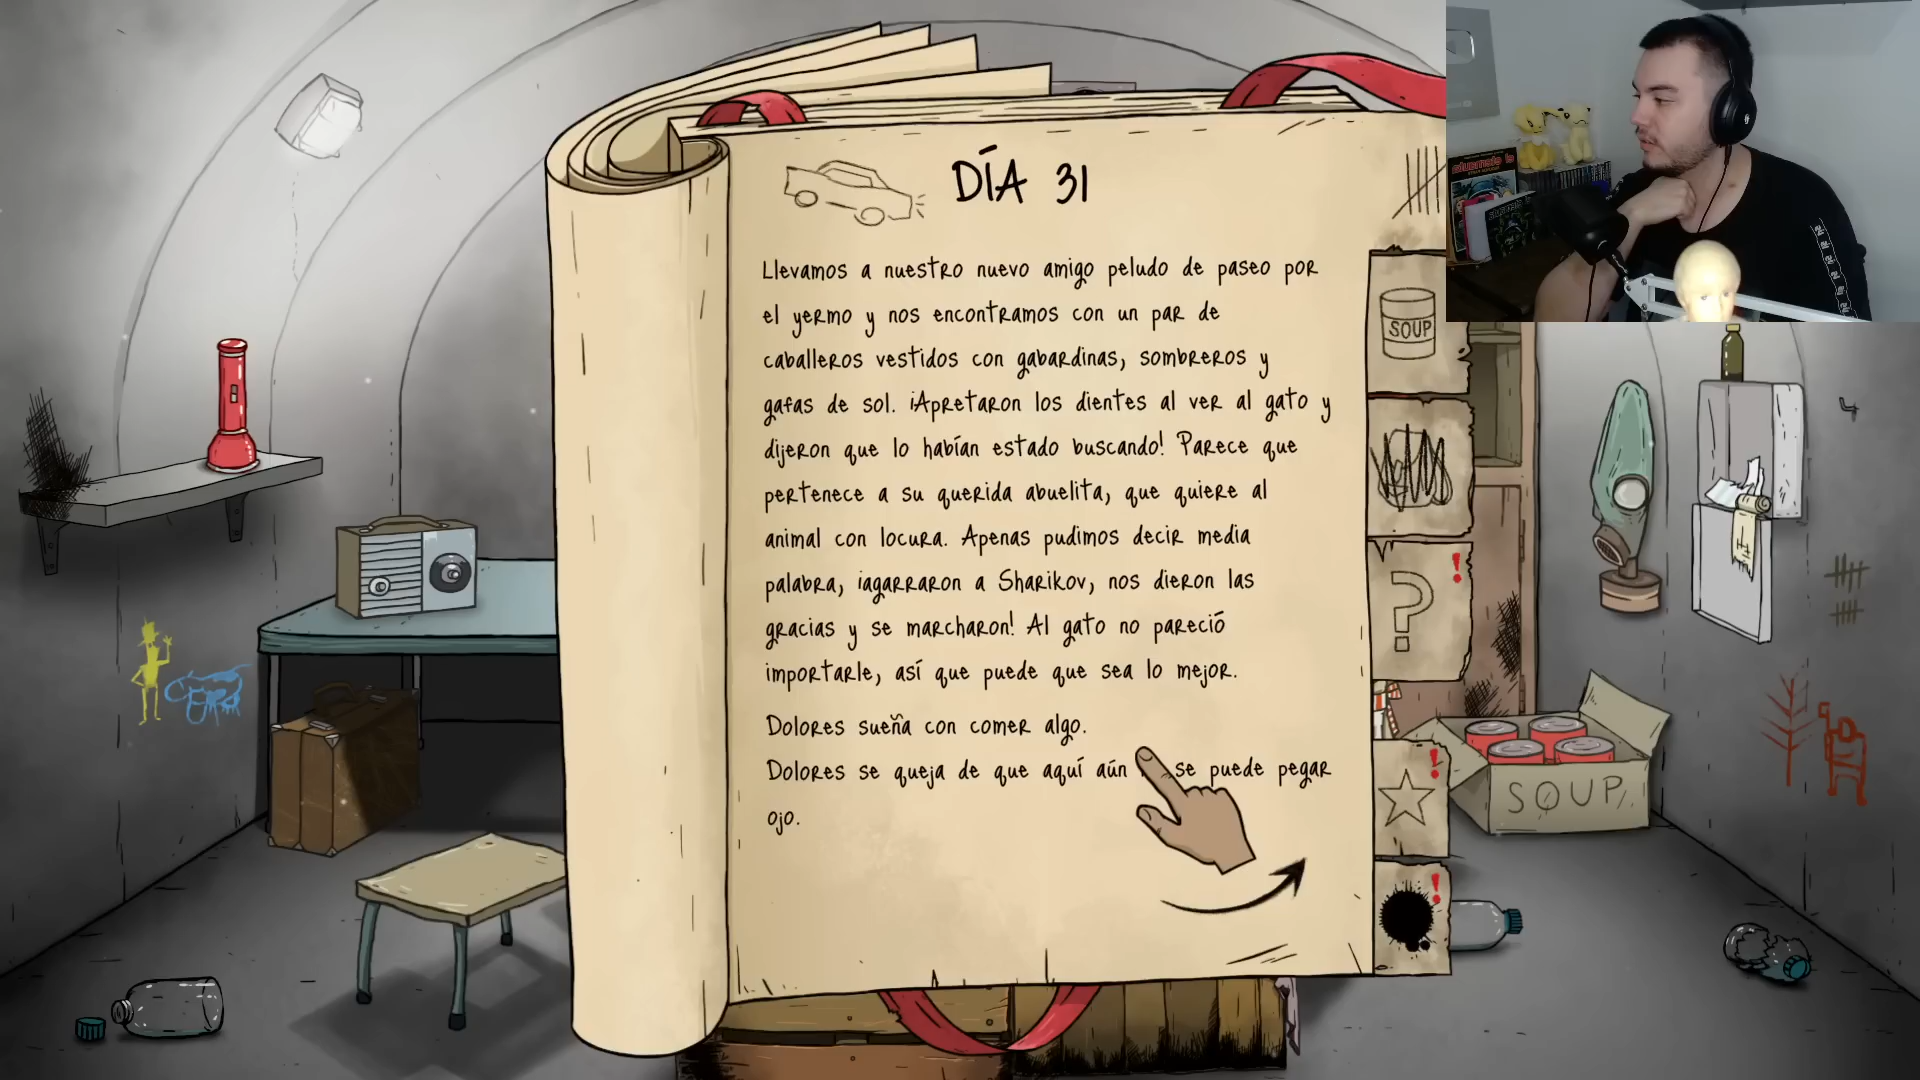 DÍA 31
Llevamos a nuestro nuevo amigo peludo de paseo por
el yermo y nos encontramos con un par de
caballeros vestidos con gabardinas, sombreros y
gafas de sol. ¡Apretaron los dientes al ver al gato y
dijeron que lo habían estado buscando! Parece que
pertenece a su querida abuelita, que quiere al
animal con locura. Apenas pudimos decir media
palabra, ¡agarraron a Sharikov, nos dieron las
gracias y se marcharon! Al gato no pareció
importarle, así que puede que sea lo mejor.
Dolores sueña con comer algo.
Dolores se queja de que aquí aún se puede pegar
ojo.
SOUP
?
!
!
!
SOUP